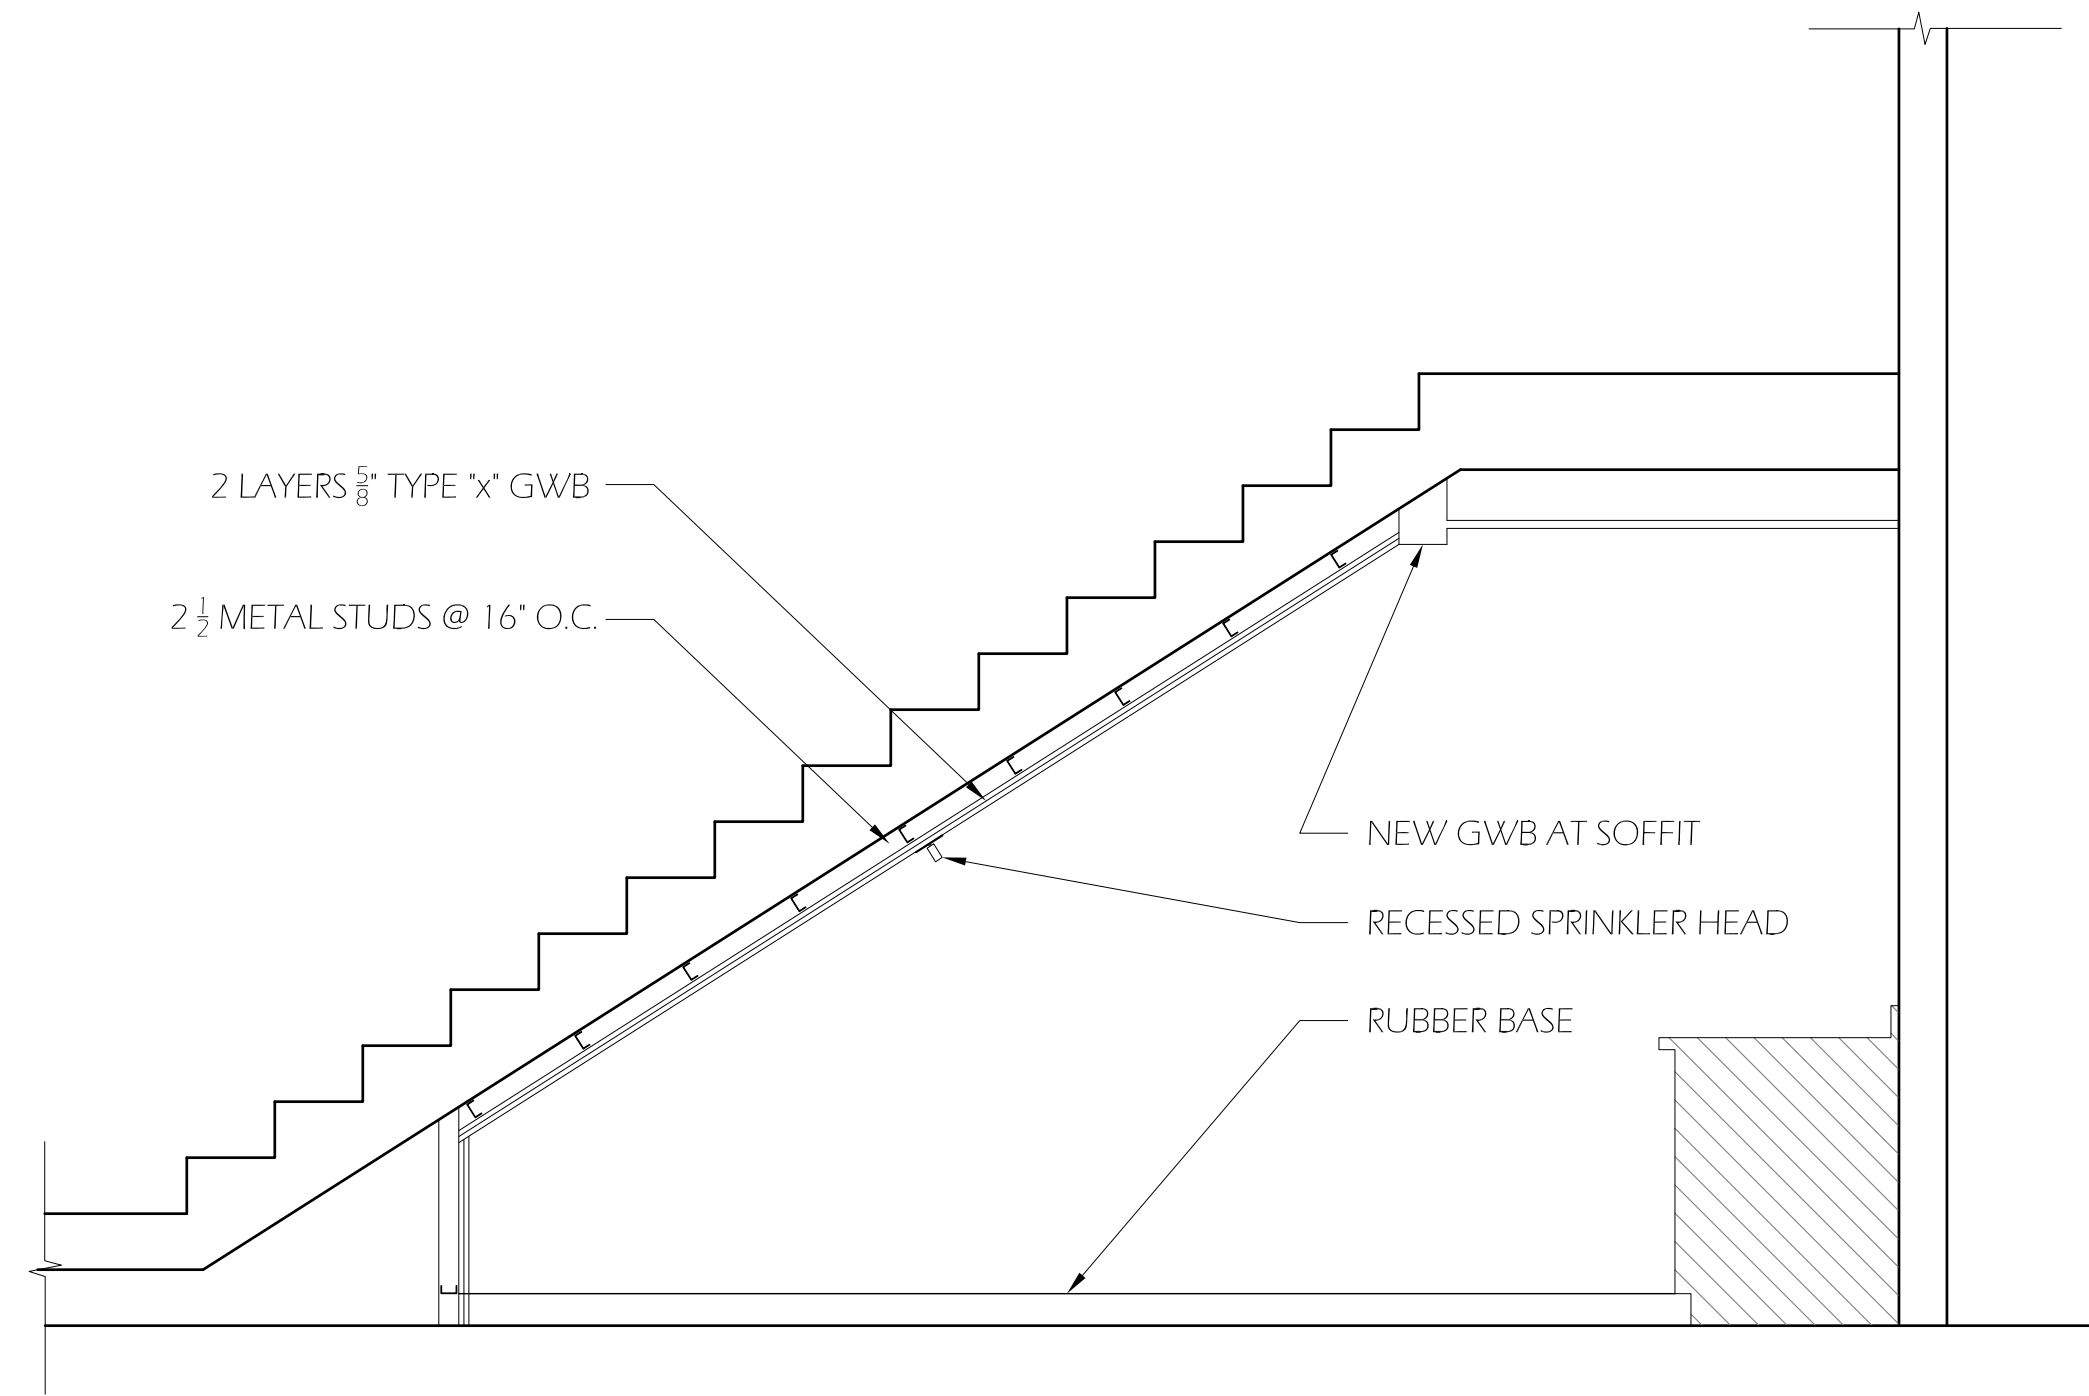 2 LAYERS 5/8" TYPE "x" GWB
2 1/2 METAL STUDS @ 16" O.C.
NEW GWB AT SOFFIT
RECESSED SPRINKLER HEAD
RUBBER BASE